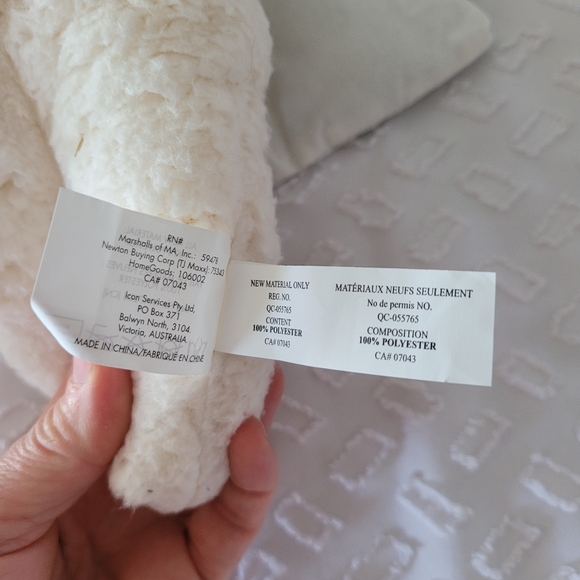 RN#
Marshalls of MA, Inc.: 59478
Newton Buying Corp (TJ Maxx): 73343
HomeGoods: 106002
CA# 07043
Icon Services Pty Ltd,
PO Box 371
Balwyn North, 3104.
Victoria, AUSTRALIA
MADE IN CHINA/FABRIQUÉ EN CHINE
NEW MATERIAL ONLY
REG. NO.
QC-055765
CONTENT
100% POLYESTER
CA# 07043
MATÉRIAUX NEUFS SEULEMENT
No de permis NO.
QC-055765
COMPOSITION
100% POLYESTER
CA# 07043